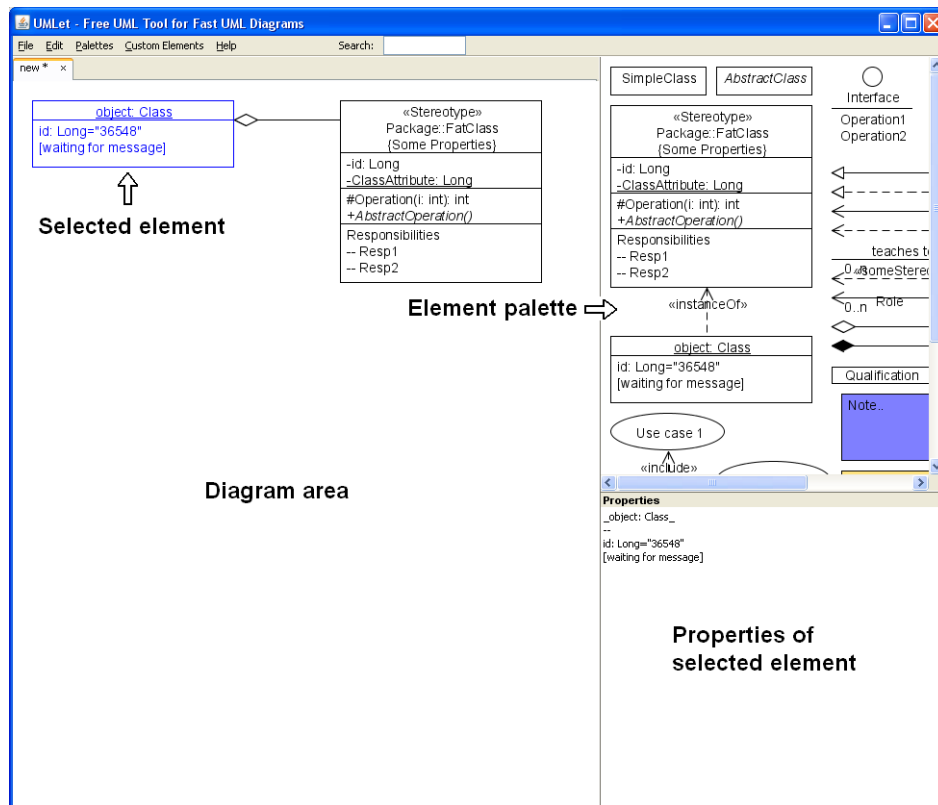 UMLet - Free UML Tool for Fast UML Diagrams
File Edit Palettes Custom Elements Help Search:
new *
object: Class
id: Long="36548"
[waiting for message]
Selected element
«Stereotype»
Package::FatClass
{Some Properties}
-id: Long
-ClassAttribute: Long
#Operation(i: int): int
+AbstractOperation()
Responsibilities
-- Resp1
-- Resp2
Diagram area
Element palette
SimpleClass
AbstractClass
«Stereotype»
Package::FatClass
{Some Properties}
-id: Long
-ClassAttribute: Long
#Operation(i: int): int
+AbstractOperation()
Responsibilities
-- Resp1
-- Resp2
«instanceOf»
object: Class
id: Long="36548"
[waiting for message]
Use case 1
«include»
Interface
Operation1
Operation2
teaches to
0..n
«someStered
0..n
Role
Qualification
Note..
Properties
_object: Class_
--
id: Long="36548"
[waiting for message]
Properties of
selected element